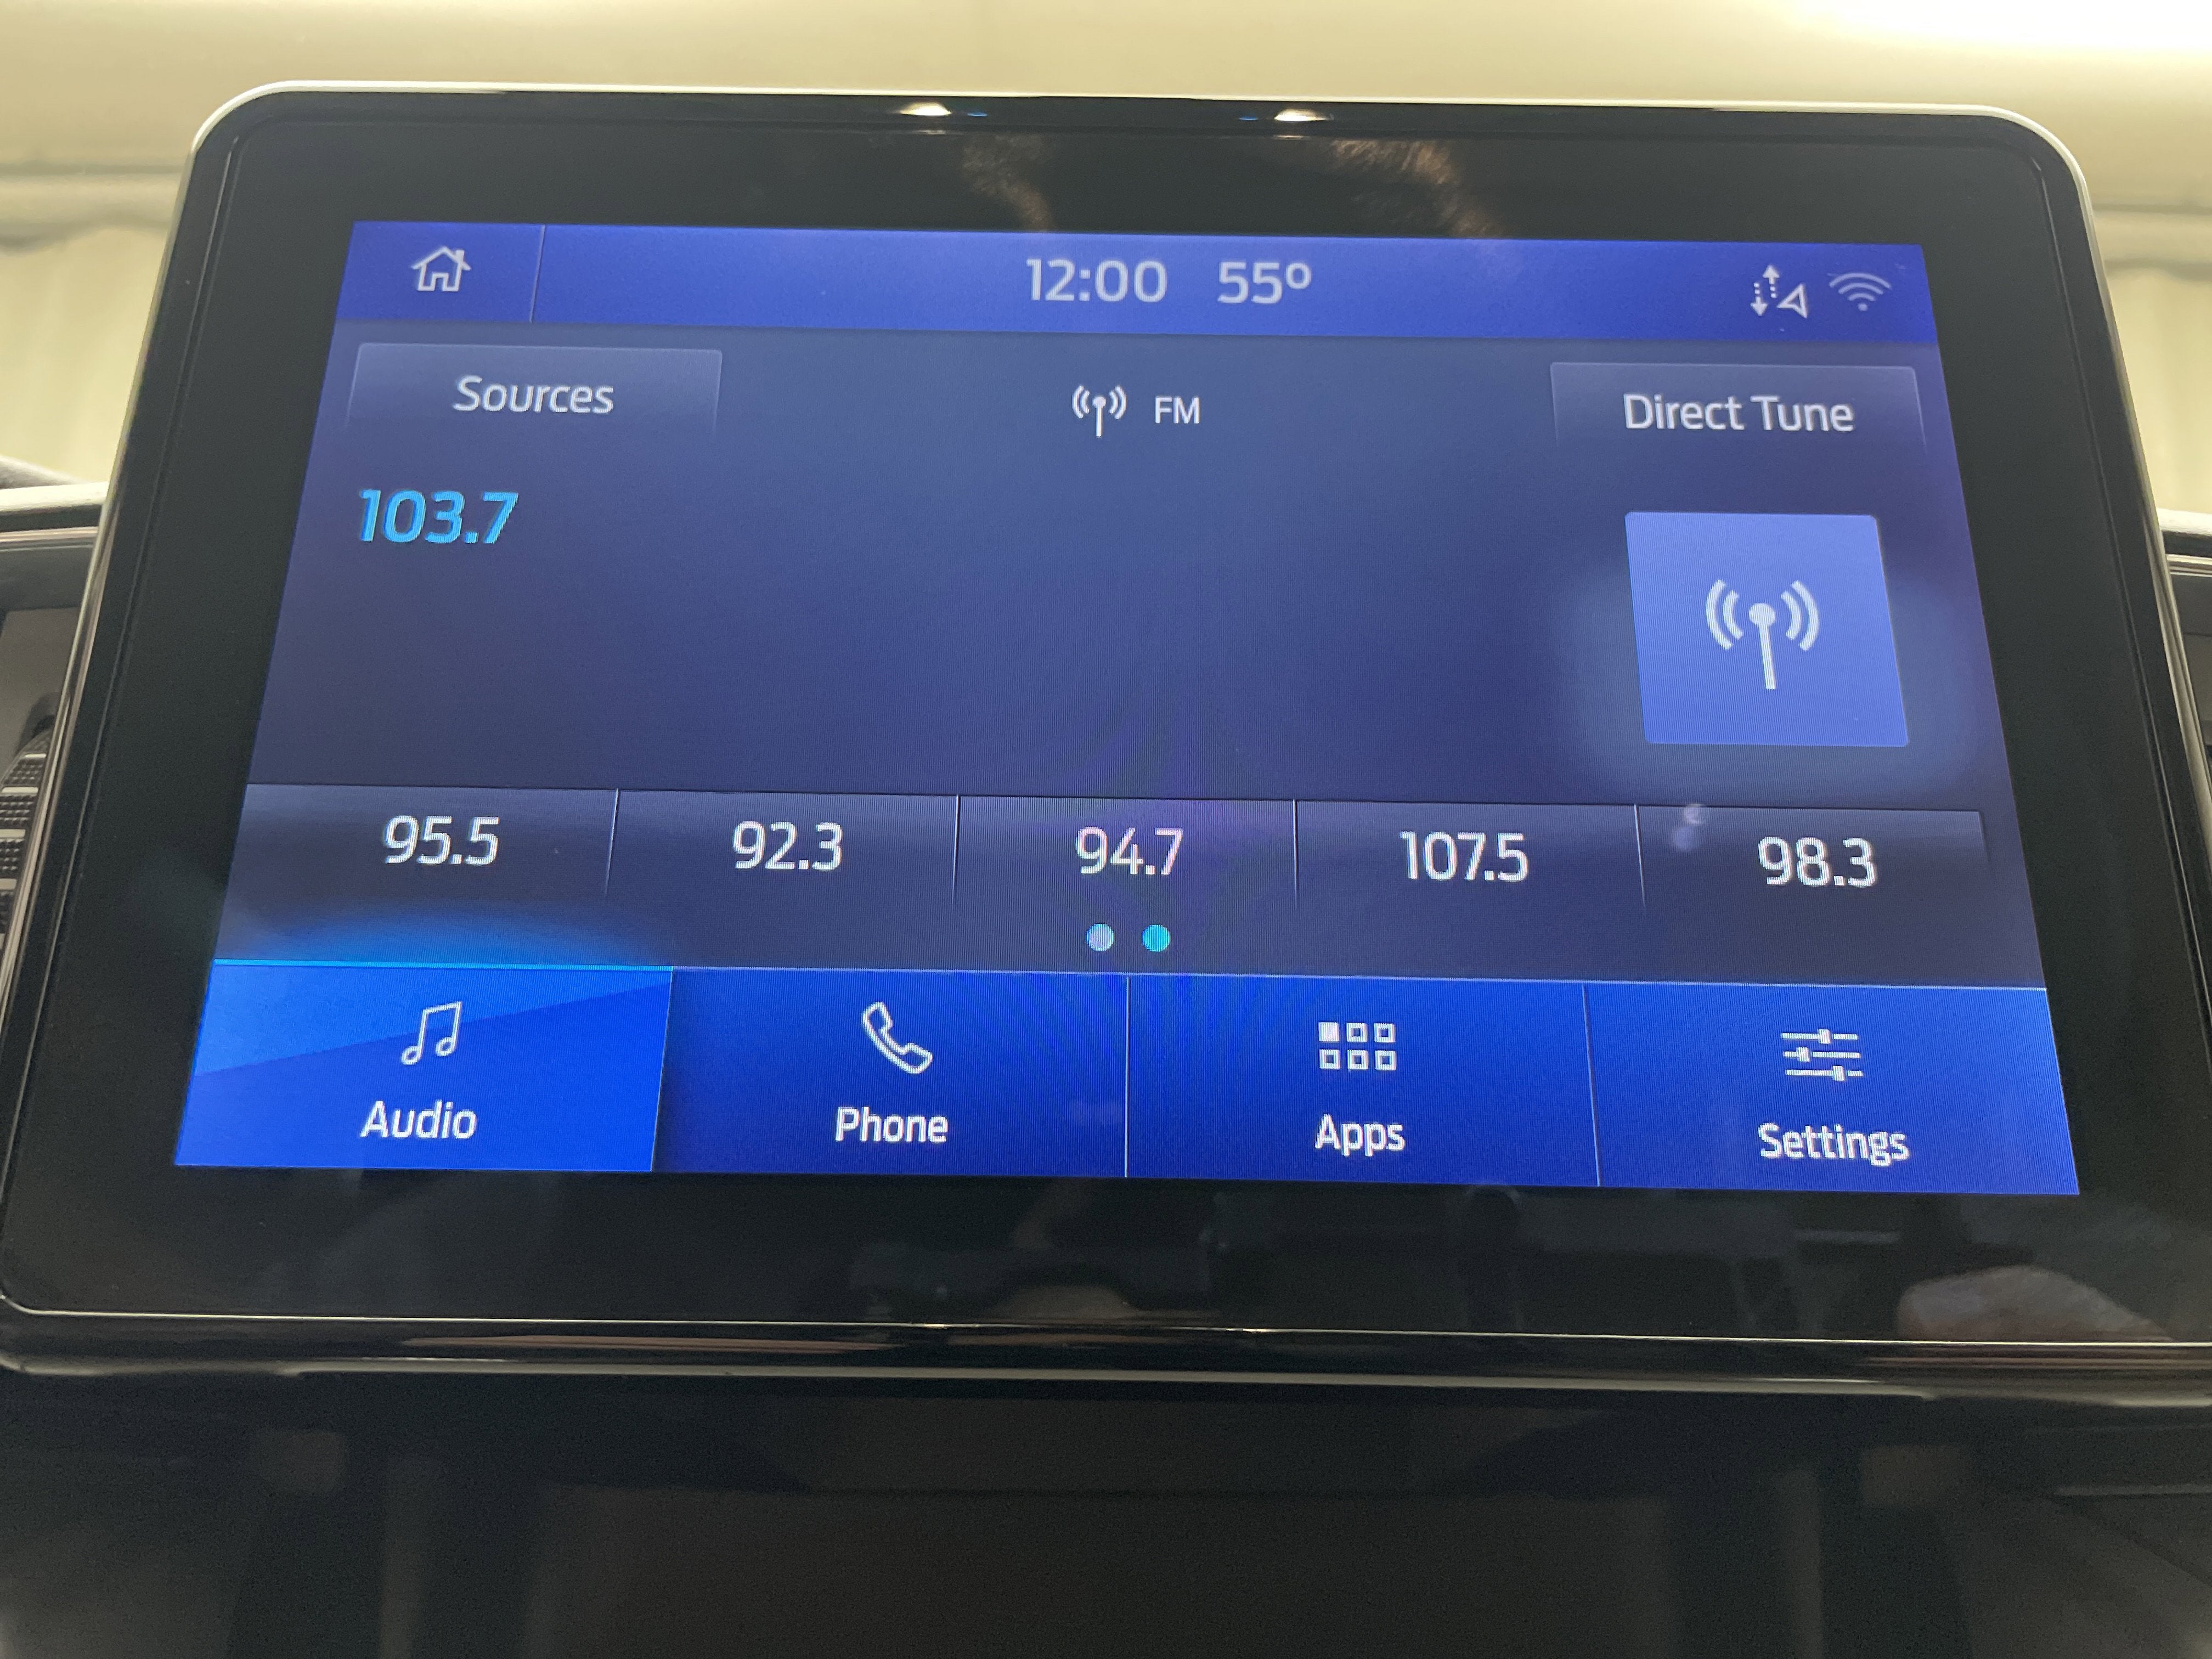 12:00 55º
Sources FM Direct Tune
103.7
95.5 92.3 94.7 107.5 98.3
Audio Phone Apps Settings